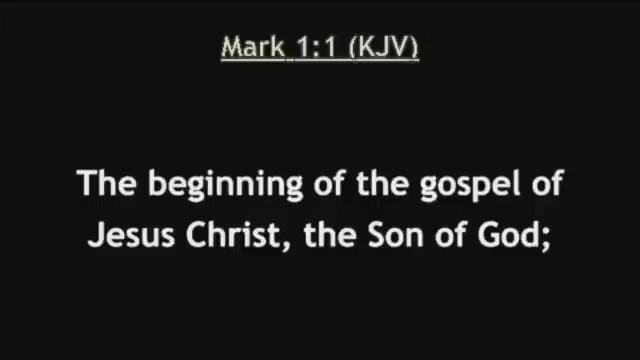 Mark 1:1 (KJV)
The beginning of the gospel of
Jesus Christ, the Son of God;